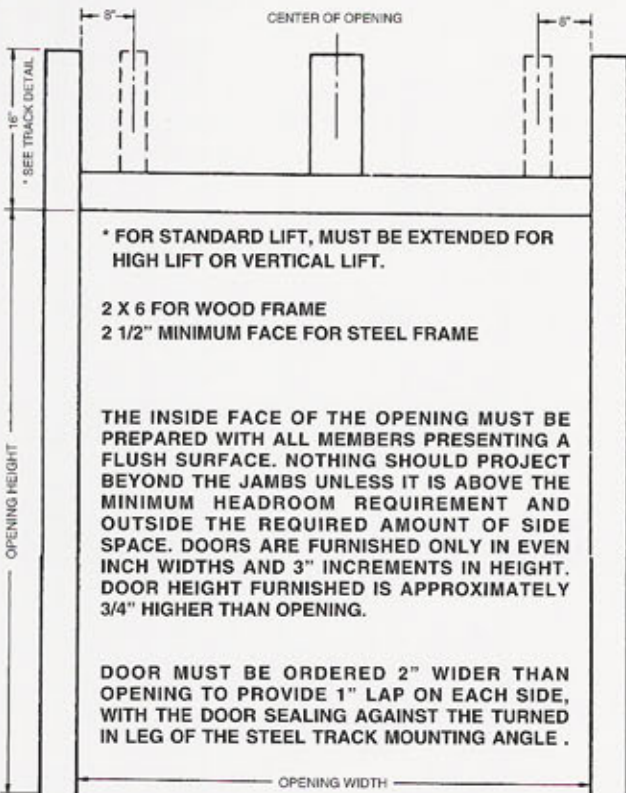 8"
CENTER OF OPENING
8"
16"
* SEE TRACK DETAIL
* FOR STANDARD LIFT, MUST BE EXTENDED FOR
HIGH LIFT OR VERTICAL LIFT.
2 X 6 FOR WOOD FRAME
2 1/2" MINIMUM FACE FOR STEEL FRAME
OPENING HEIGHT
THE INSIDE FACE OF THE OPENING MUST BE
PREPARED WITH ALL MEMBERS PRESENTING A
FLUSH SURFACE. NOTHING SHOULD PROJECT
BEYOND THE JAMBS UNLESS IT IS ABOVE THE
MINIMUM HEADROOM REQUIREMENT AND
OUTSIDE THE REQUIRED AMOUNT OF SIDE
SPACE. DOORS ARE FURNISHED ONLY IN EVEN
INCH WIDTHS AND 3" INCREMENTS IN HEIGHT.
DOOR HEIGHT FURNISHED IS APPROXIMATELY
3/4" HIGHER THAN OPENING.
DOOR MUST BE ORDERED 2" WIDER THAN
OPENING TO PROVIDE 1" LAP ON EACH SIDE,
WITH THE DOOR SEALING AGAINST THE TURNED
IN LEG OF THE STEEL TRACK MOUNTING ANGLE .
OPENING WIDTH